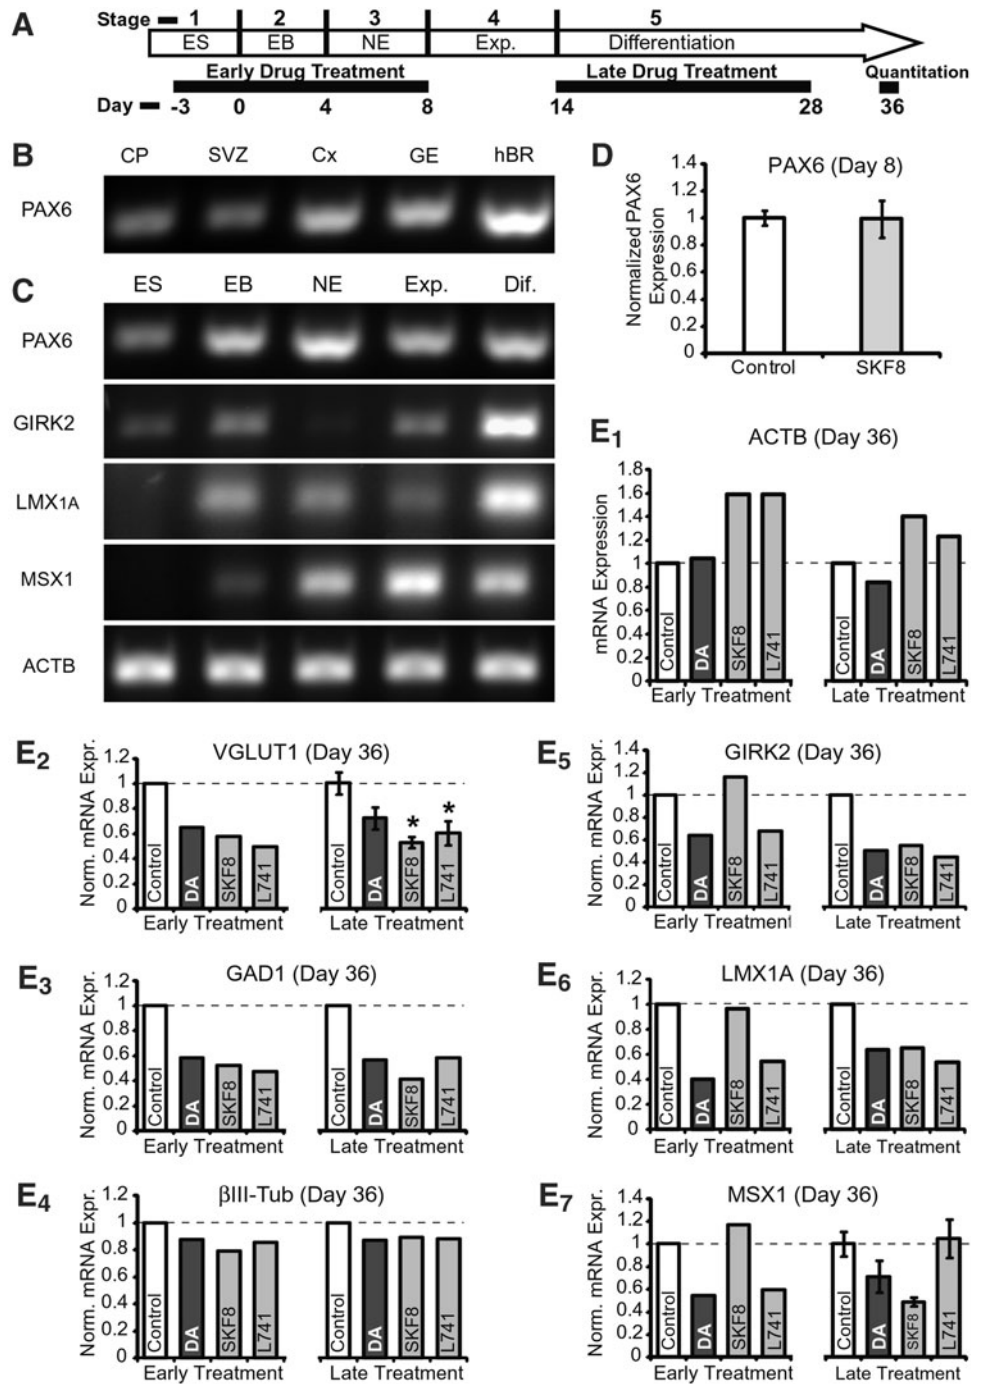 A
Stage 1 2 3 4 5
ES EB NE Exp. Differentiation
Early Drug Treatment Late Drug Treatment Quantitation
Day -3 0 4 8 14 28 36
B
CP SVZ Cx GE hBR
PAX6
C
ES EB NE Exp. Dif.
PAX6
GIRK2
LMX1A
MSX1
ACTB
D
PAX6 (Day 8)
Normalized PAX6
Expression
1.4
1.2
1
0.8
0.6
0.4
0.2
0
Control SKF8
E1
ACTB (Day 36)
mRNA Expression
1.8
1.6
1.4
1.2
1
0.8
0.6
0.4
0.2
0
Control DA SKF8 L741 Control DA SKF8 L741
Early Treatment Late Treatment
E2
VGLUT1 (Day 36)
Norm. mRNA Expr.
1.2
1
0.8
0.6
0.4
0.2
0
* *
Control DA SKF8 L741 Control DA SKF8 L741
Early Treatment Late Treatment
E3
GAD1 (Day 36)
Norm. mRNA Expr.
1.2
1
0.8
0.6
0.4
0.2
0
Control DA SKF8 L741 Control DA SKF8 L741
Early Treatment Late Treatment
E4
βIII-Tub (Day 36)
Norm. mRNA Expr.
1.2
1
0.8
0.6
0.4
0.2
0
Control DA SKF8 L741 Control DA SKF8 L741
Early Treatment Late Treatment
E5
GIRK2 (Day 36)
Norm. mRNA Expr.
1.4
1.2
1
0.8
0.6
0.4
0.2
0
Control DA SKF8 L741 Control DA SKF8 L741
Early Treatment Late Treatment
E6
LMX1A (Day 36)
Norm. mRNA Expr.
1.2
1
0.8
0.6
0.4
0.2
0
Control DA SKF8 L741 Control DA SKF8 L741
Early Treatment Late Treatment
E7
MSX1 (Day 36)
Norm. mRNA Expr.
1.4
1.2
1
0.8
0.6
0.4
0.2
0
Control DA SKF8 L741 Control DA SKF8 L741
Early Treatment Late Treatment